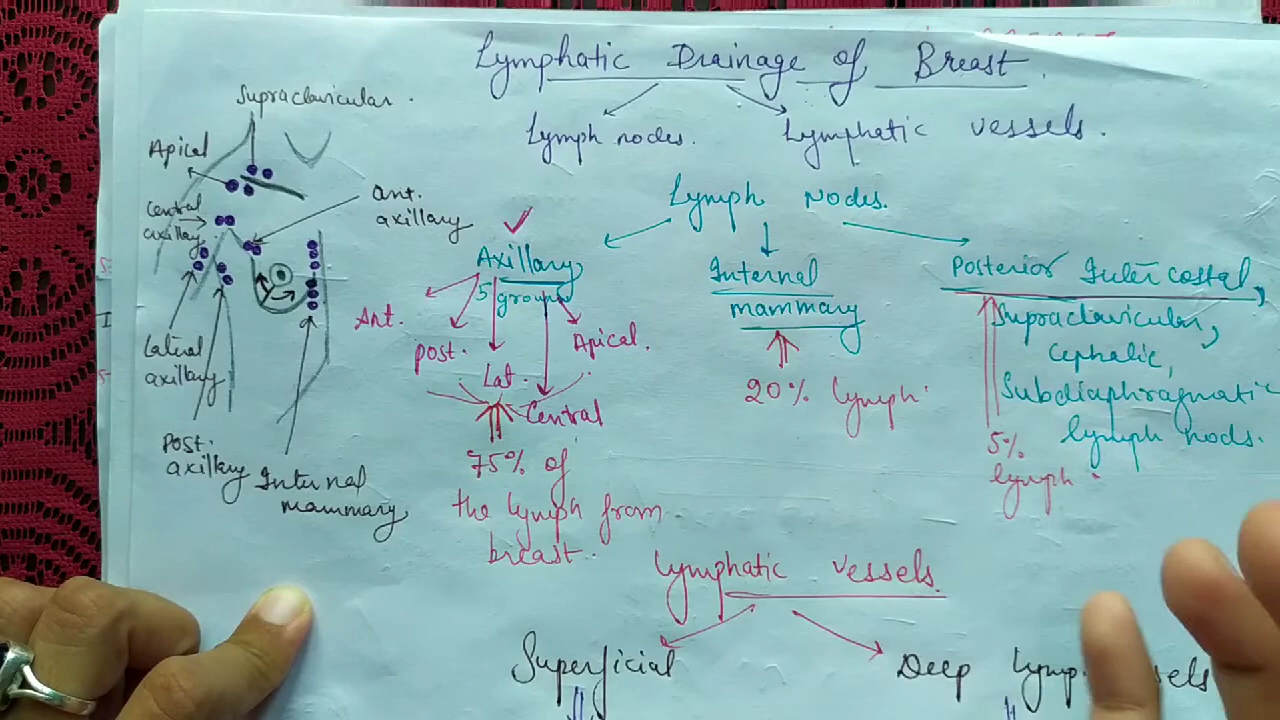 Lymphatic Drainage of Breast.
Lymph nodes. Lymphatic vessels.
Supraclavicular.
Apical
Central axillay
ant. axillary
Lateral axillary
Post. axillary
Internal mammary
Lymph Nodes.
Axillary
5 groups
Ant.
post.
Lat.
Central
Apical.
75% of
the lymph from
breast.
Internal
mammary
20% lymph.
Posterior Intercostal,
Supraclavicular,
Cephalic,
Subdiaphragmatic
lymph nods.
5%
lymph.
Lymphatic vessels.
Superficial
Deep